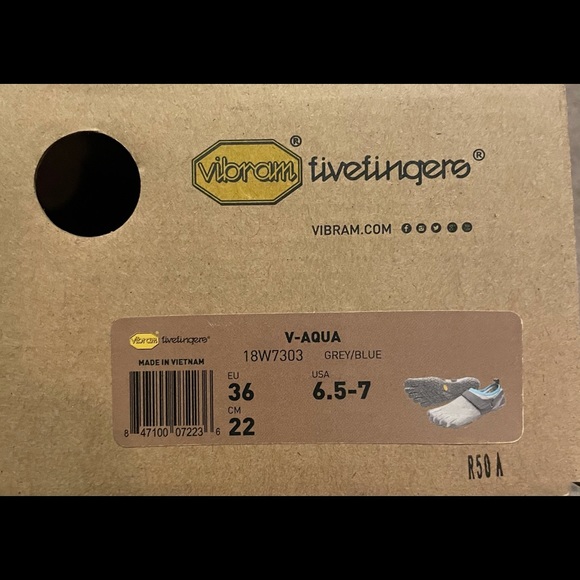 vibram® fivefingers®
VIBRAM.COM
vibram fivefingers®
V-AQUA
18W7303 GREY/BLUE
MADE IN VIETNAM
EU USA
36 6.5-7
CM
22
8 47100 07223 6
R50 A